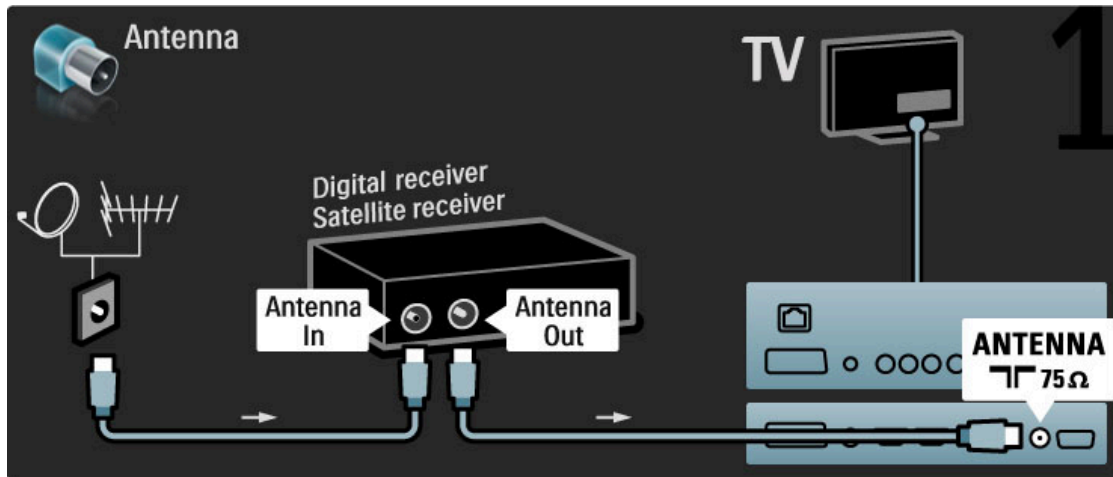 Antenna
TV
1
Digital receiver
Satellite receiver
Antenna
In
Antenna
Out
ANTENNA
75Ω